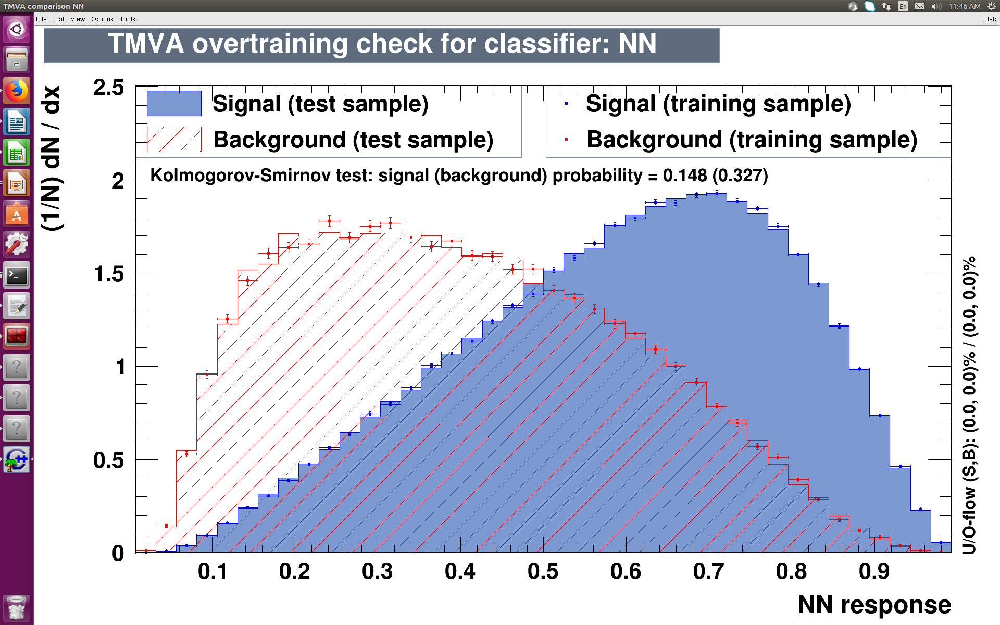 TMVA comparison NN
En
11:46 AM
File Edit View Options Tools
Help
TMVA overtraining check for classifier: NN
(1/N) dN / dx
2.5
2
1.5
1
0.5
0
Signal (test sample)
Background (test sample)
Signal (training sample)
Background (training sample)
Kolmogorov-Smirnov test: signal (background) probability = 0.148 (0.327)
U/O-flow (S,B): (0.0, 0.0)% / (0.0, 0.0)%
0.1 0.2 0.3 0.4 0.5 0.6 0.7 0.8 0.9
NN response